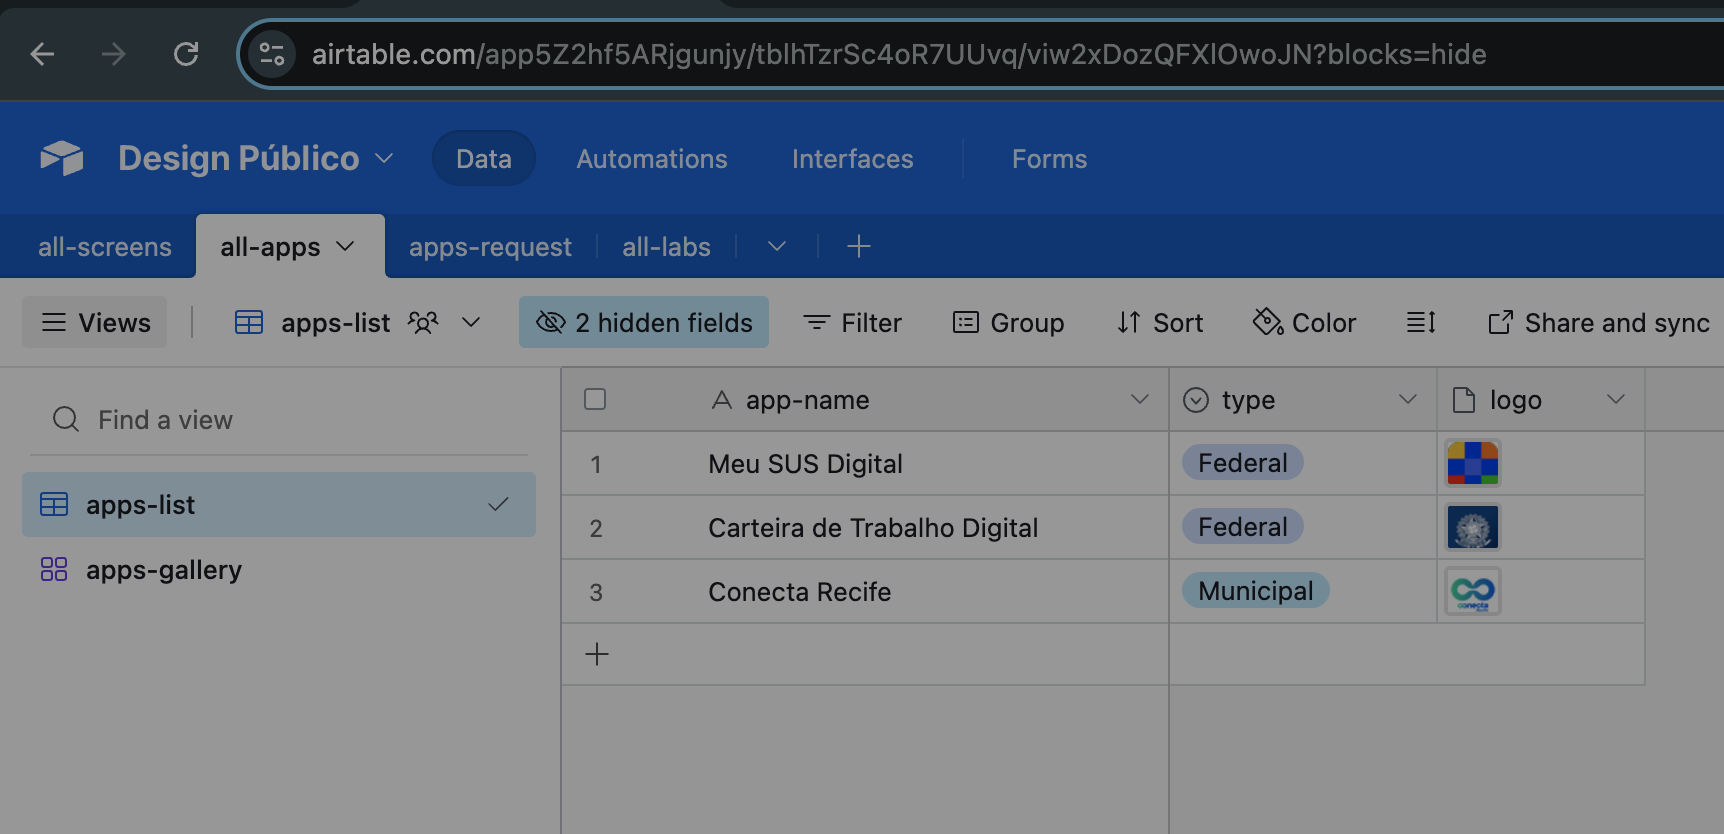 airtable.com/app5Z2hf5ARjgunjy/tblhTzrSc4oR7UUvq/viw2xDozQFXlOwoJN?blocks=hide
Design Público Data Automations Interfaces Forms
all-screens all-apps apps-request all-labs
Views apps-list 2 hidden fields Filter Group Sort Color Share and sync
Find a view
apps-list
apps-gallery
app-name type logo
1 Meu SUS Digital Federal
2 Carteira de Trabalho Digital Federal
3 Conecta Recife Municipal conecta